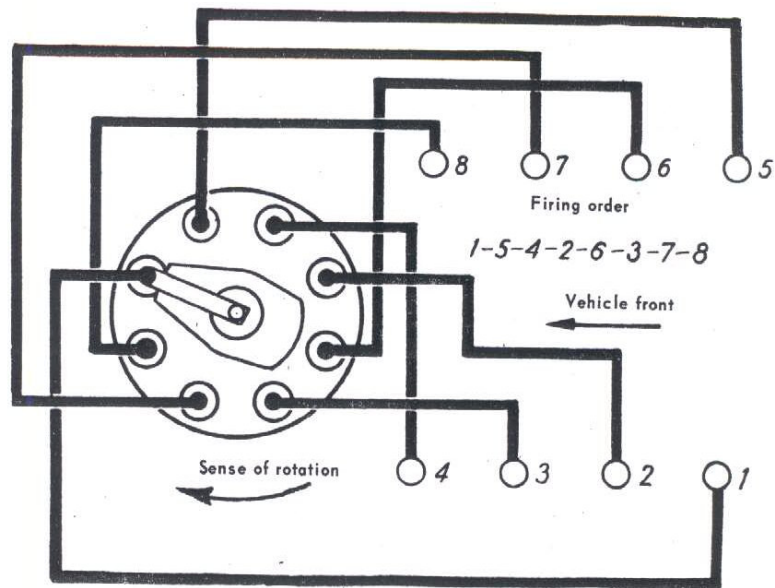 8 7 6 5
Firing order
1-5-4-2-6-3-7-8
Vehicle front
Sense of rotation
4 3 2 1